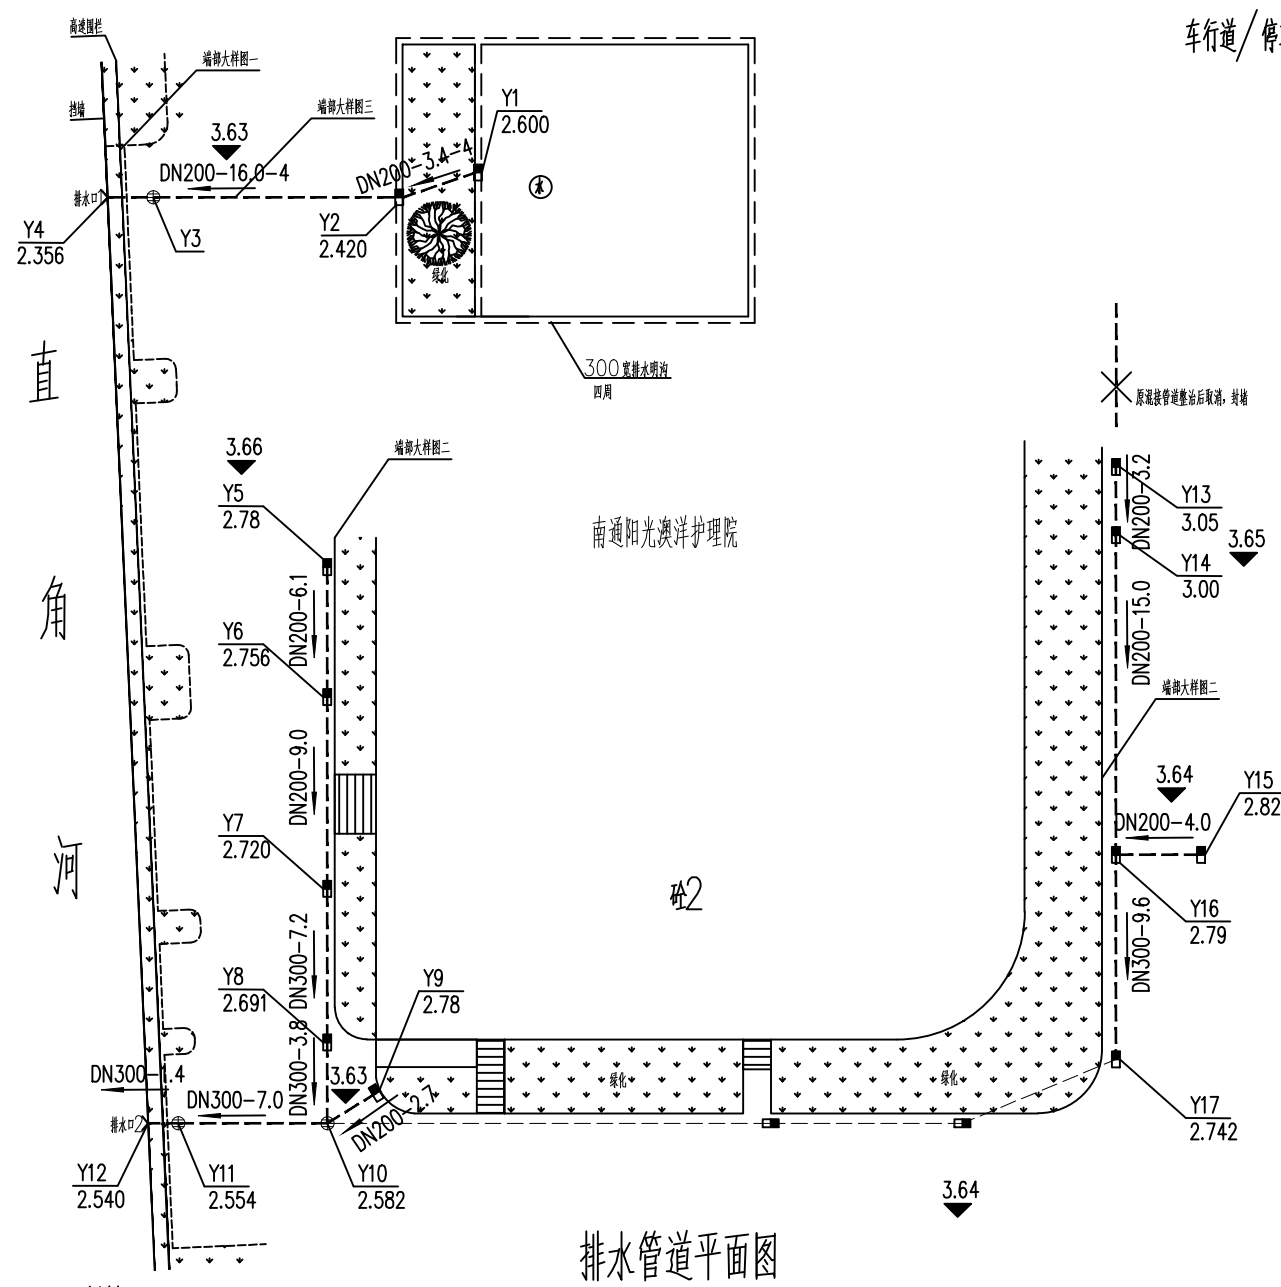 高速围栏
车行道/停
端部大样图一
挡墙
端部大样图三
Y1
2.600
3.63
DN200-16.0-4
DN200-3.4-4
水
排水口1
Y4
2.356
Y3
Y2
2.420
绿化
300宽排水明沟
四周
直
原混接管道整治后取消，封堵
端部大样图二
3.66
Y5
2.78
南通阳光澳洋护理院
DN200-3.2
Y13
3.05
3.65
Y14
3.00
角
DN200-6.1
Y6
2.756
DN200-15.0
端部大样图二
DN200-9.0
3.64
Y15
2.82
DN200-4.0
Y7
2.720
河
砼2
Y16
2.79
DN300-9.6
DN300-7.2
Y8
2.691
Y9
2.78
DN300-3.8
3.63
绿化
绿化
DN300-1.4
DN300-7.0
DN200-2.7
排水口2
Y17
2.742
Y12
2.540
Y11
2.554
Y10
2.582
3.64
排水管道平面图